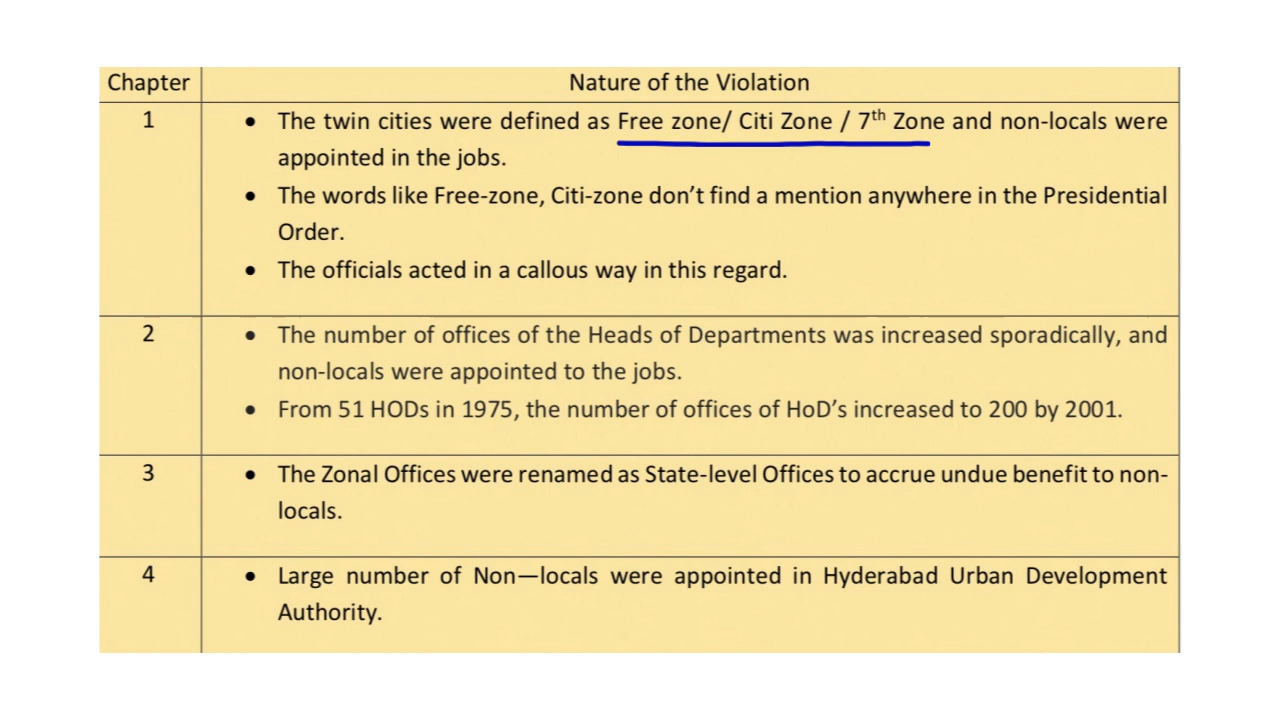 Chapter Nature of the Violation
1 • The twin cities were defined as Free zone/ Citi Zone / 7th Zone and non-locals were
appointed in the jobs.
• The words like Free-zone, Citi-zone don’t find a mention anywhere in the Presidential
Order.
• The officials acted in a callous way in this regard.
2 • The number of offices of the Heads of Departments was increased sporadically, and
non-locals were appointed to the jobs.
• From 51 HODs in 1975, the number of offices of HoD’s increased to 200 by 2001.
3 • The Zonal Offices were renamed as State-level Offices to accrue undue benefit to non-
locals.
4 • Large number of Non—locals were appointed in Hyderabad Urban Development
Authority.